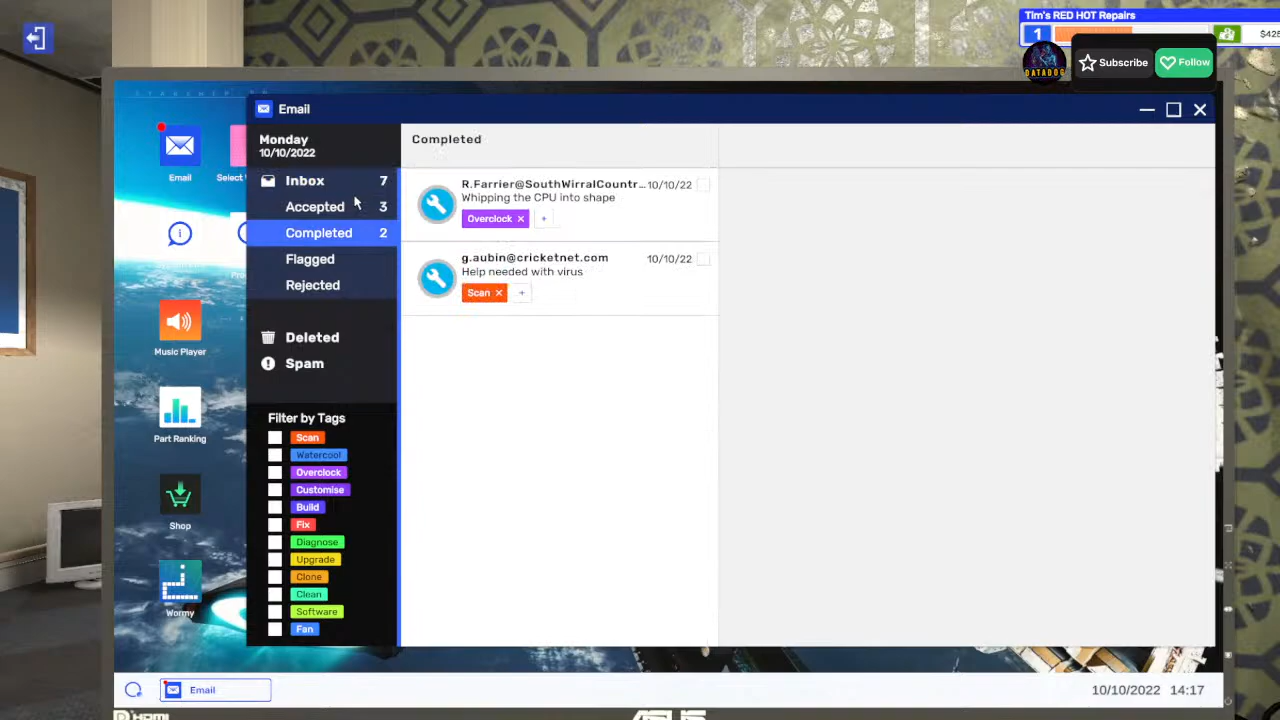 Tim's RED HOT Repairs
1
DATADOG
Subscribe
Follow
Email
Monday
10/10/2022
Inbox 7
Accepted 3
Completed 2
Flagged
Rejected
Deleted
Spam
Filter by Tags
Scan
Watercool
Overclock
Customise
Build
Fix
Diagnose
Upgrade
Clone
Clean
Software
Fan
Completed
R.Farrier@SouthWirralCountr... 10/10/22
Whipping the CPU into shape
Overclock × +
g.aubin@cricketnet.com 10/10/22
Help needed with virus
Scan × +
Email
Music Player
Part Ranking
Shop
Wormy
Email
10/10/2022 14:17
HDMI